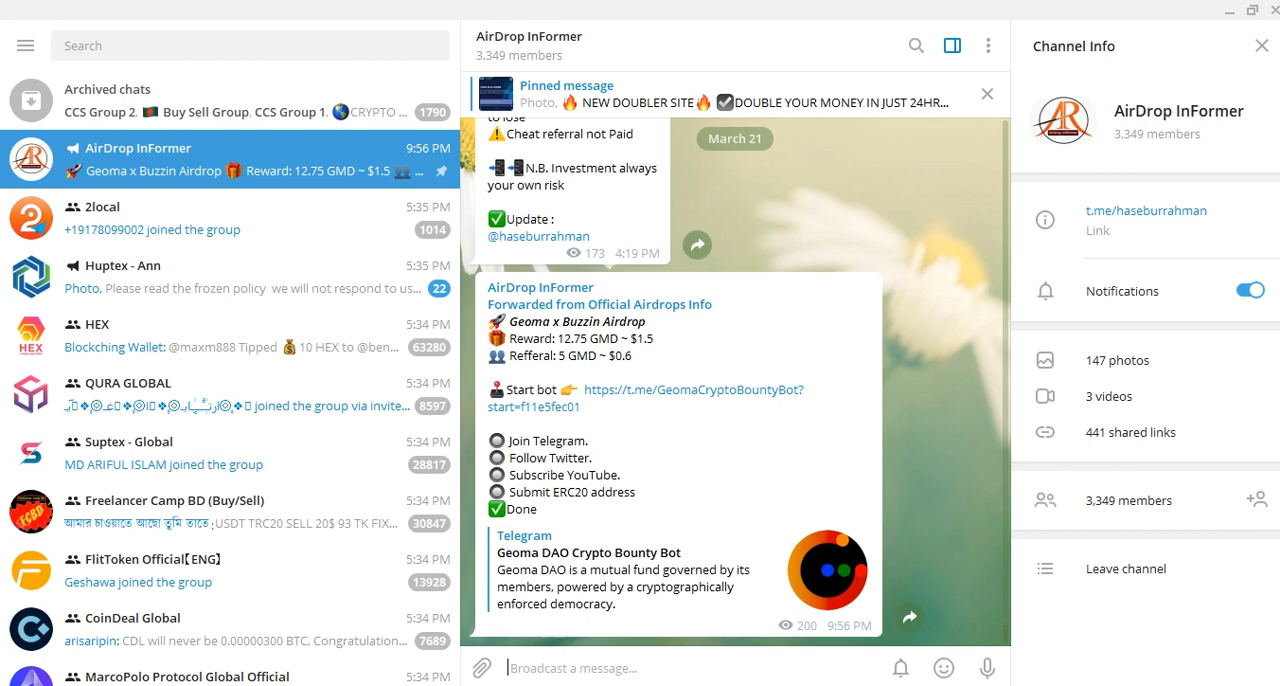 Search
Archived chats
CCS Group 2, 🇧🇩 Buy Sell Group, CCS Group 1, 🌎CRYPTO ...
1790
AirDrop InFormer
9:56 PM
🚀 Geoma x Buzzin Airdrop 🎁 Reward: 12.75 GMD ~ $1.5 👥 ...
2local
5:35 PM
+19178099002 joined the group
1014
Huptex - Ann
5:35 PM
Photo, Please read the frozen policy we will not respond to us...
22
HEX
5:34 PM
Blockching Wallet: @maxm888 Tipped 💰 10 HEX to @ben...
63280
QURA GLOBAL
5:34 PM
joined the group via invite...
8597
Suptex - Global
5:34 PM
MD ARIFUL ISLAM joined the group
28817
Freelancer Camp BD (Buy/Sell)
5:34 PM
আমার চাওয়াতে আছো তুমি তাতে : USDT TRC20 SELL 20$ 93 TK FIX...
30847
FlitToken Official【ENG】
5:34 PM
Geshawa joined the group
13928
CoinDeal Global
5:34 PM
arisaripin: CDL will never be 0.00000300 BTC, Congratulation...
7689
MarcoPolo Protocol Global Official
5:34 PM
AirDrop InFormer
3,349 members
Pinned message
Photo, 🔥 NEW DOUBLER SITE🔥 ☑DOUBLE YOUR MONEY IN JUST 24HR...
March 21
to lose
⚠Cheat referral not Paid
📲📲N.B. Investment always
your own risk
✅Update :
@haseburrahman
173 4:19 PM
AirDrop InFormer
Forwarded from Official Airdrops Info
🚀 Geoma x Buzzin Airdrop
🎁 Reward: 12.75 GMD ~ $1.5
👥 Refferal: 5 GMD ~ $0.6
🕹Start bot 👉 https://t.me/GeomaCryptoBountyBot?
start=f11e5fec01
🔘 Join Telegram.
🔘 Follow Twitter.
🔘 Subscribe YouTube.
🔘 Submit ERC20 address
✅Done
Telegram
Geoma DAO Crypto Bounty Bot
Geoma DAO is a mutual fund governed by its
members, powered by a cryptographically
enforced democracy.
200 9:56 PM
Broadcast a message...
Channel Info
AirDrop InFormer
3,349 members
t.me/haseburrahman
Link
Notifications
147 photos
3 videos
441 shared links
3,349 members
Leave channel